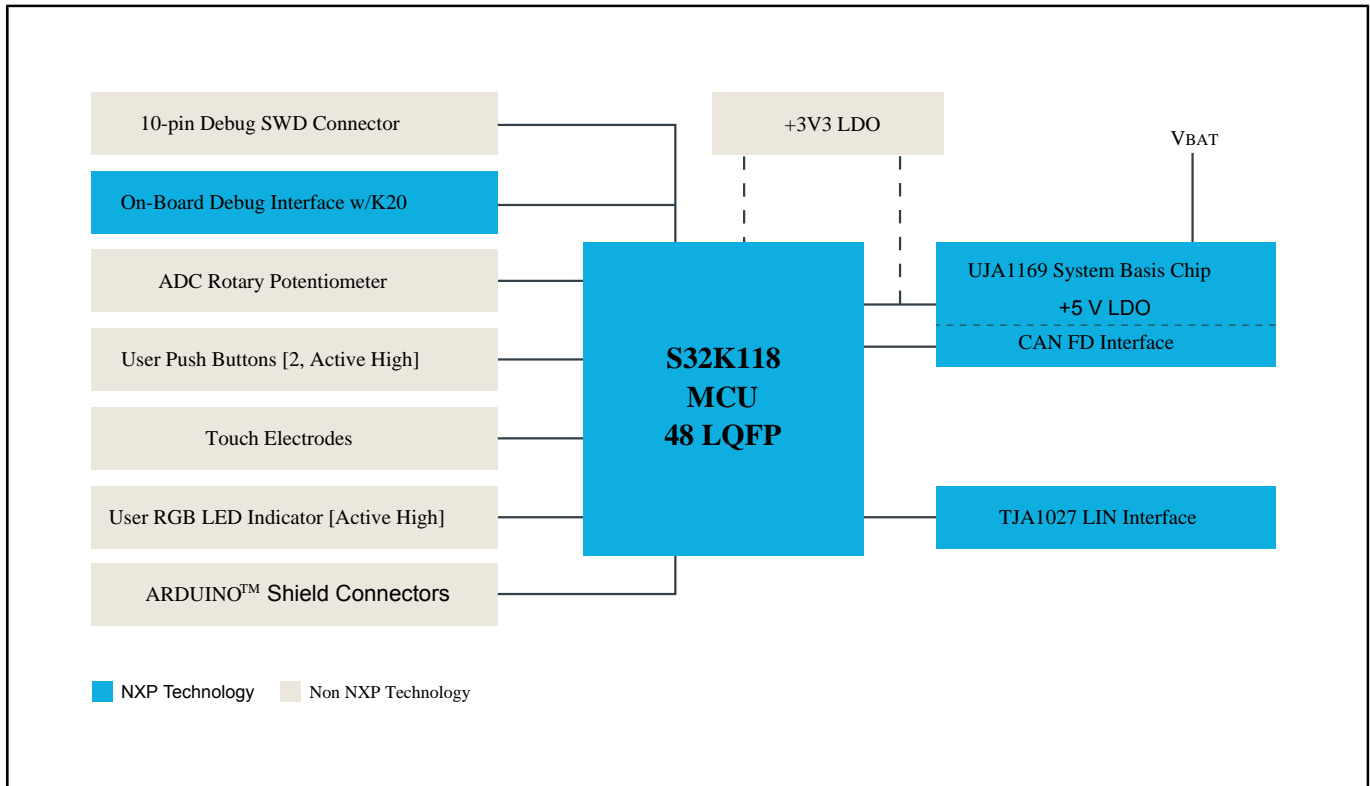 10-pin Debug SWD Connector
+3V3 LDO
VBAT
On-Board Debug Interface w/K20
ADC Rotary Potentiometer
UJA1169 System Basis Chip
+5 V LDO
CAN FD Interface
User Push Buttons [2, Active High]
S32K118
MCU
48 LQFP
Touch Electrodes
User RGB LED Indicator [Active High]
TJA1027 LIN Interface
ARDUINO™ Shield Connectors
NXP Technology
Non NXP Technology